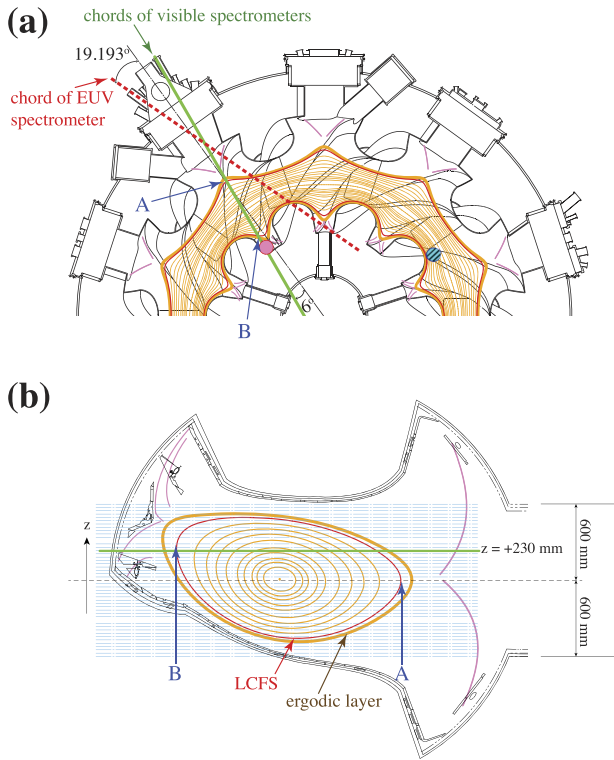 (a)
chords of visible spectrometers
19.193°
chord of EUV
spectrometer
A
B
6°
(b)
z
z = +230 mm
600 mm
600 mm
B
LCFS
A
ergodic layer